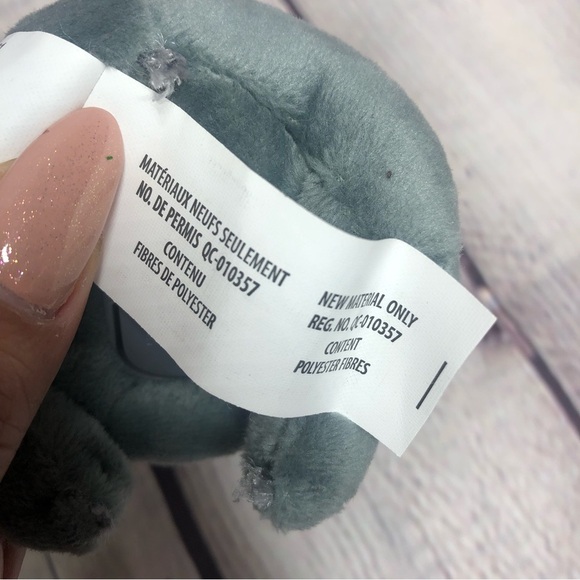 MATÉRIAUX NEUFS SEULEMENT
NO. DE PERMIS QC-010357
CONTENU
FIBRES DE POLYESTER
NEW MATERIAL ONLY
REG. NO. QC-010357
CONTENT
POLYESTER FIBRES